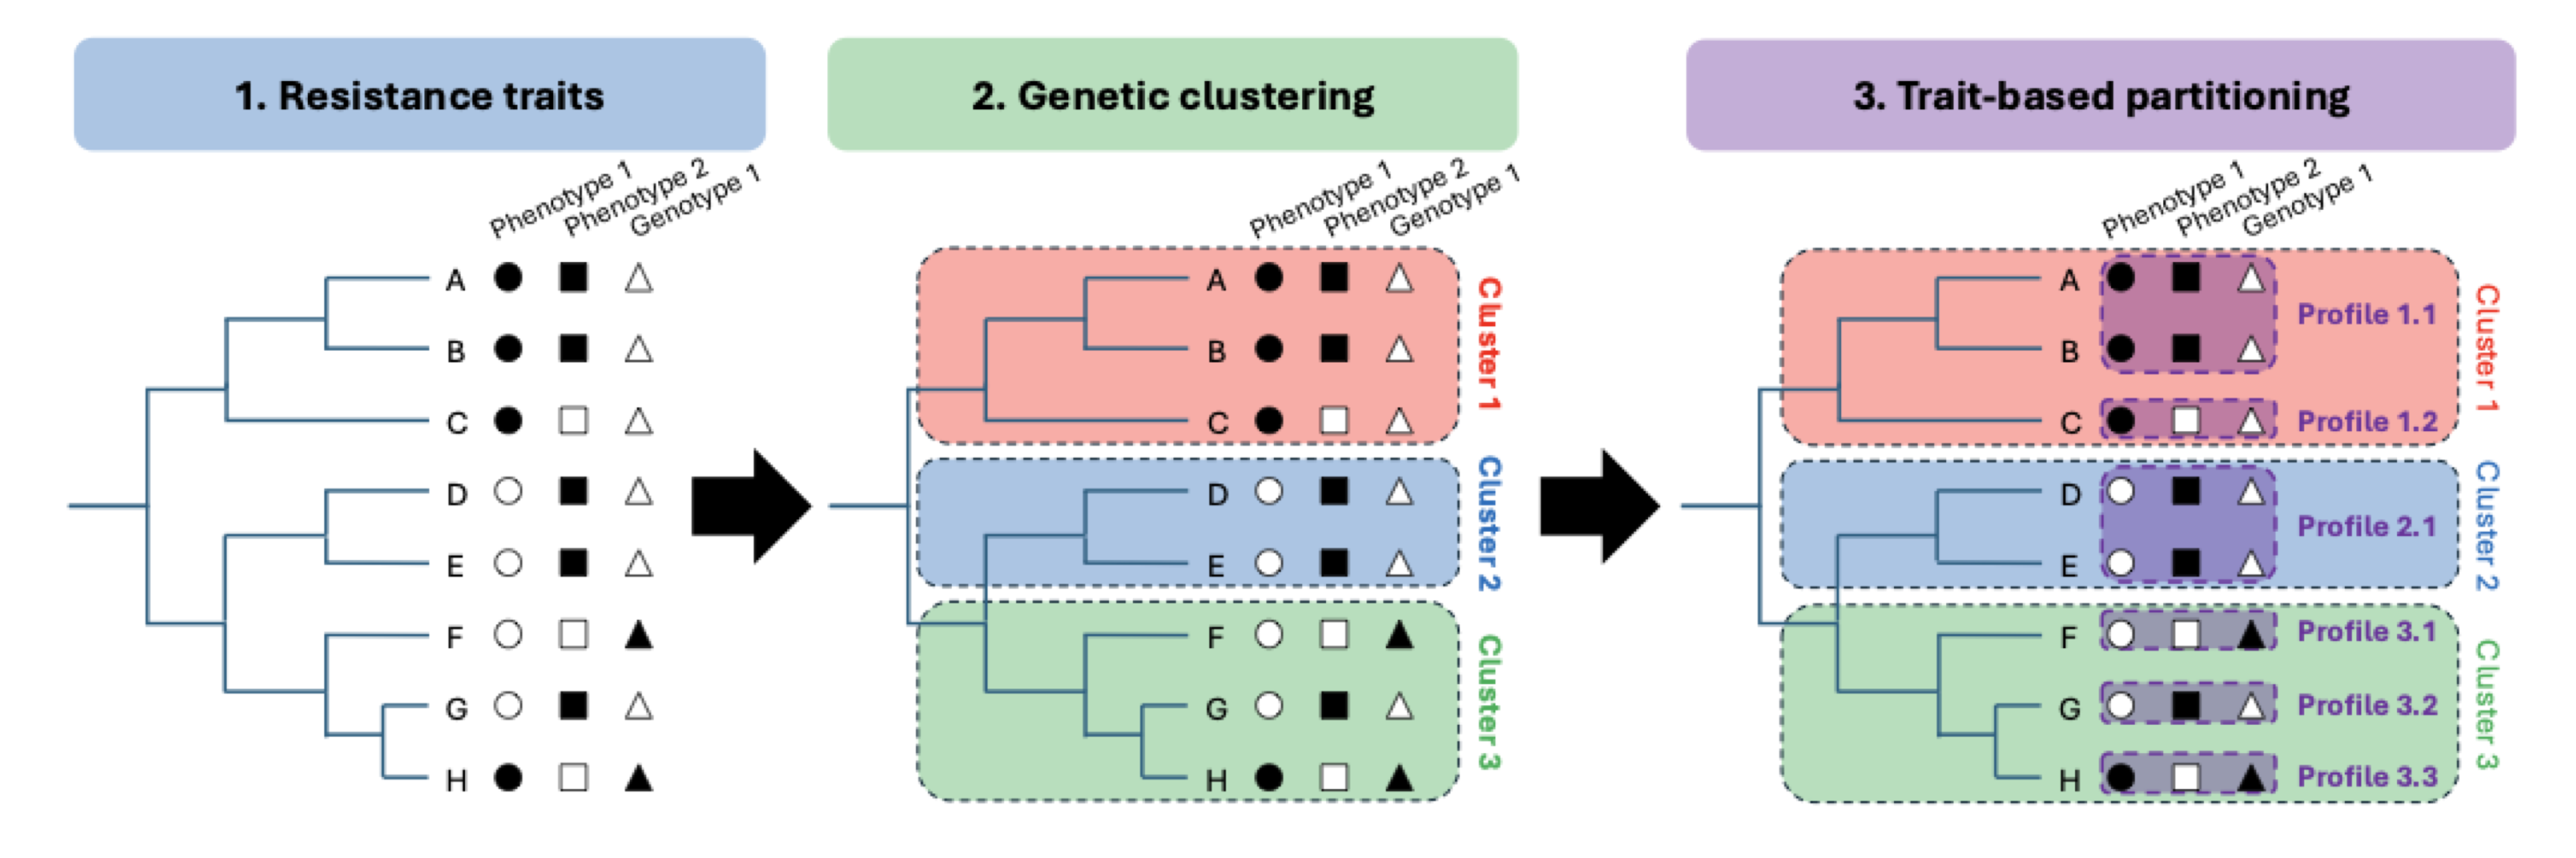 1. Resistance traits
Phenotype 1
Phenotype 2
Genotype 1
A
B
C
D
E
F
G
H
2. Genetic clustering
Phenotype 1
Phenotype 2
Genotype 1
A
B
C
Cluster 1
D
E
Cluster 2
F
G
H
Cluster 3
3. Trait-based partitioning
Phenotype 1
Phenotype 2
Genotype 1
A
B
Profile 1.1
C
Profile 1.2
Cluster 1
D
E
Profile 2.1
Cluster 2
F
Profile 3.1
G
Profile 3.2
H
Profile 3.3
Cluster 3